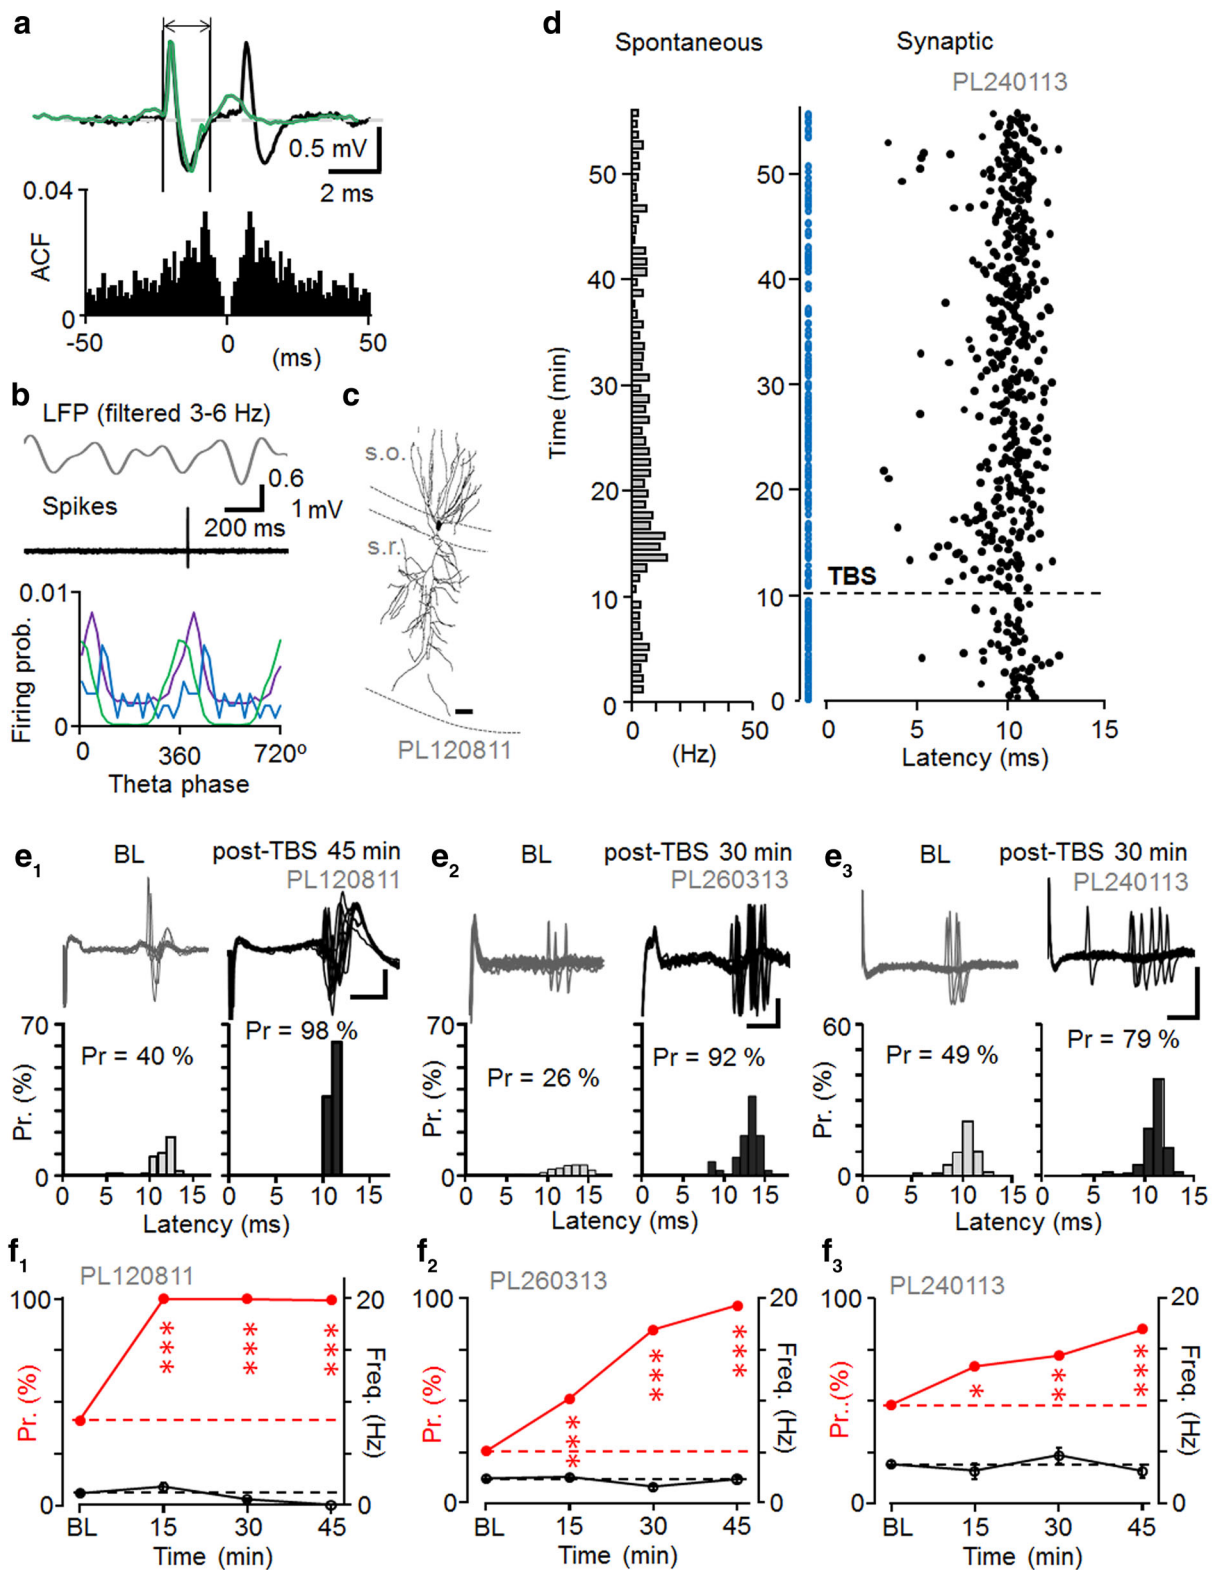 a
0.5 mV
2 ms
0.04
ACF
0
-50 0 50
(ms)
b
LFP (filtered 3-6 Hz)
0.6
1 mV
200 ms
Spikes
0.01
Firing prob.
0
0 360 720º
Theta phase
c
s.o.
s.r.
PL120811
d
Spontaneous
Time (min)
50
40
30
20
10
0
0 50
(Hz)
Synaptic
PL240113
50
40
30
20
10
0
TBS
0 5 10 15
Latency (ms)
e1
BL
post-TBS 45 min
PL120811
70
Pr. (%)
0
Pr = 40 %
Pr = 98 %
0 5 10 15
0 5 10 15
Latency (ms)
e2
BL
post-TBS 30 min
PL260313
70
Pr. (%)
0
Pr = 26 %
Pr = 92 %
0 5 10 15
0 5 10 15
Latency (ms)
e3
BL
post-TBS 30 min
PL240113
60
Pr. (%)
0
Pr = 49 %
Pr = 79 %
0 5 10 15
0 5 10 15
Latency (ms)
f1
PL120811
100
Pr. (%)
0
20
Freq. (Hz)
0
***
***
***
BL 15 30 45
Time (min)
f2
PL260313
100
Pr. (%)
0
20
Freq. (Hz)
0
***
***
***
BL 15 30 45
Time (min)
f3
PL240113
100
Pr..(%)
0
20
Freq. (Hz)
0
*
**
***
BL 15 30 45
Time (min)